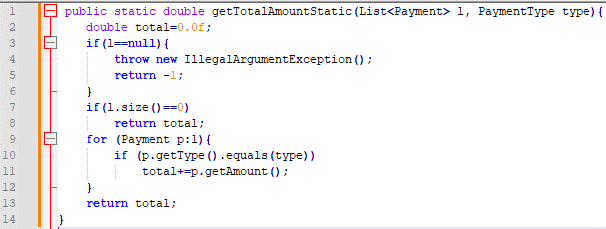 1 public static double getTotalAmountStatic(List<Payment> l, PaymentType type){
2 double total=0.0f;
3 if(l==null){
4 throw new IllegalArgumentException();
5 return -1;
6 }
7 if(l.size()==0)
8 return total;
9 for (Payment p:l){
10 if (p.getType().equals(type))
11 total+=p.getAmount();
12 }
13 return total;
14 }